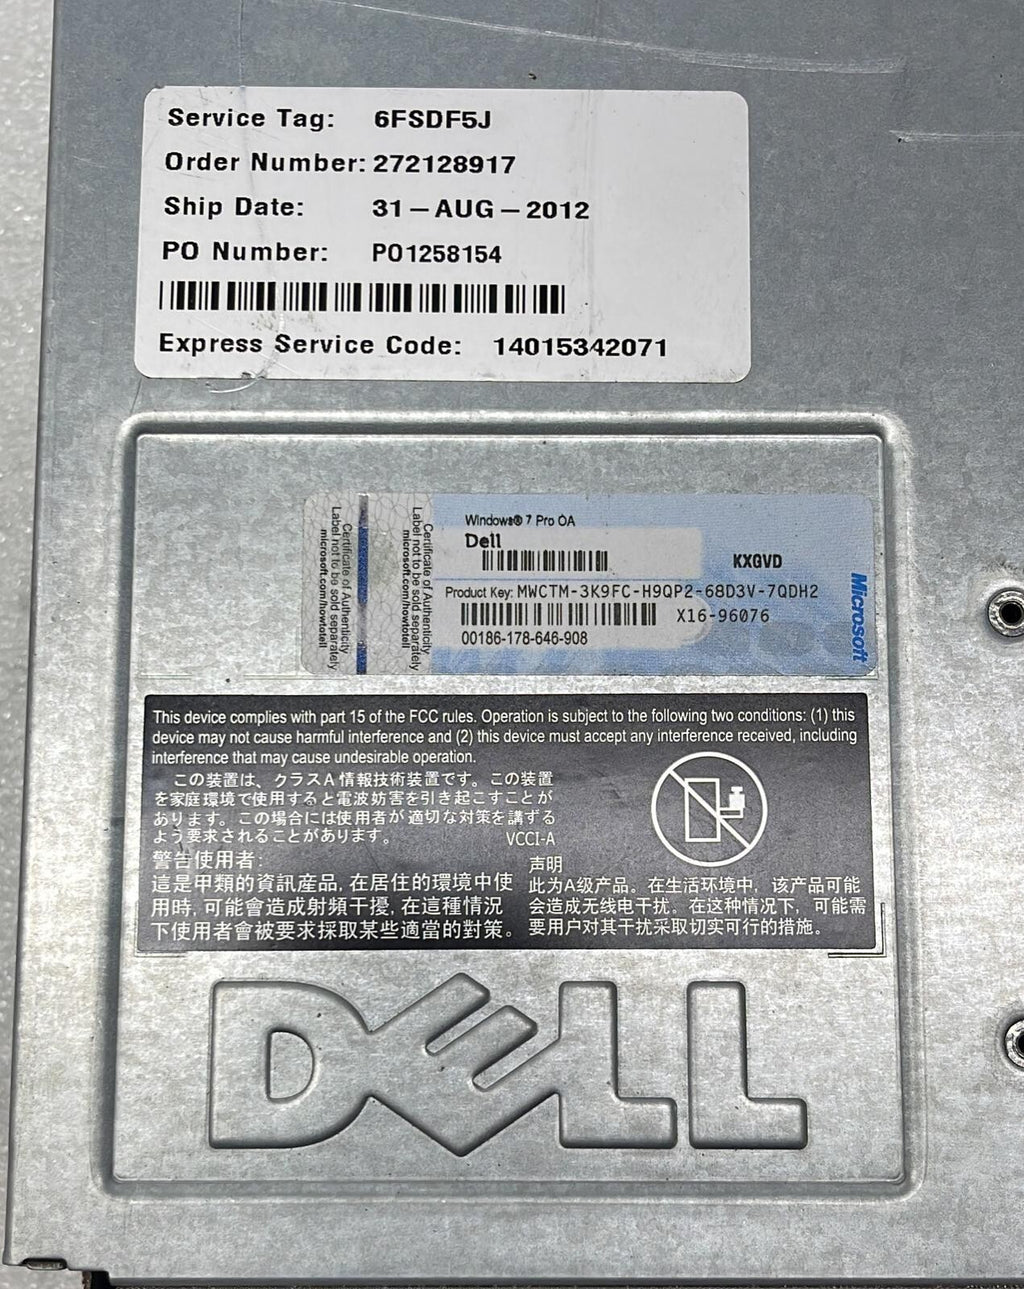 Service Tag: 6FSDF5J
Order Number: 272128917
Ship Date: 31-AUG-2012
PO Number: PO1258154
Express Service Code: 14015342071
Certificate of Authenticity
Label not to be sold separately
microsoft.com/howtotell
Certificate of Authenticity
Label not to be sold separately
microsoft.com/howtotell
Windows® 7 Pro OA
Dell
KXGVD
Product Key: MWCTM-3K9FC-H9QP2-68D3V-7QDH2
X16-96076
00186-178-646-908
Microsoft
This device complies with part 15 of the FCC rules. Operation is subject to the following two conditions: (1) this
device may not cause harmful interference and (2) this device must accept any interference received, including
interference that may cause undesirable operation.
この装置は、クラスA情報技術装置です。この装置
を家庭環境で使用すると電波妨害を引き起こすことが
あります。この場合には使用者が適切な対策を講ずる
よう要求されることがあります。
VCCI-A
警告使用者:
這是甲類的資訊產品, 在居住的環境中使
用時, 可能會造成射頻干擾, 在這種情況
下使用者會被要求採取某些適當的對策。
声明
此为A级产品。在生活环境中, 该产品可能
会造成无线电干扰。在这种情况下, 可能需
要用户对其干扰采取切实可行的措施。
DELL